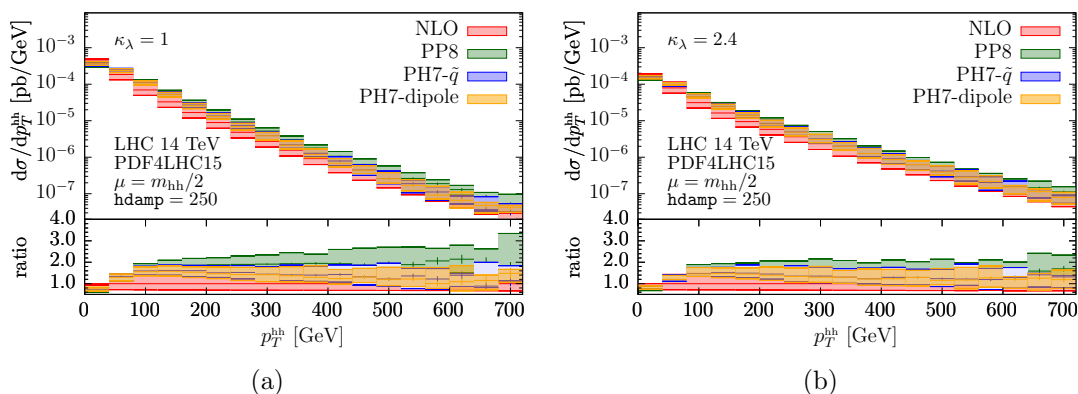 dσ/dp_T^hh [pb/GeV]
10⁻³
10⁻⁴
10⁻⁵
10⁻⁶
10⁻⁷
κ_λ = 1
NLO
PP8
PH7-q̃
PH7-dipole
LHC 14 TeV
PDF4LHC15
μ = m_hh/2
hdamp = 250
ratio
4.0
3.0
2.0
1.0
0 100 200 300 400 500 600 700
p_T^hh [GeV]
(a)
dσ/dp_T^hh [pb/GeV]
10⁻³
10⁻⁴
10⁻⁵
10⁻⁶
10⁻⁷
κ_λ = 2.4
NLO
PP8
PH7-q̃
PH7-dipole
LHC 14 TeV
PDF4LHC15
μ = m_hh/2
hdamp = 250
ratio
4.0
3.0
2.0
1.0
0 100 200 300 400 500 600 700
p_T^hh [GeV]
(b)